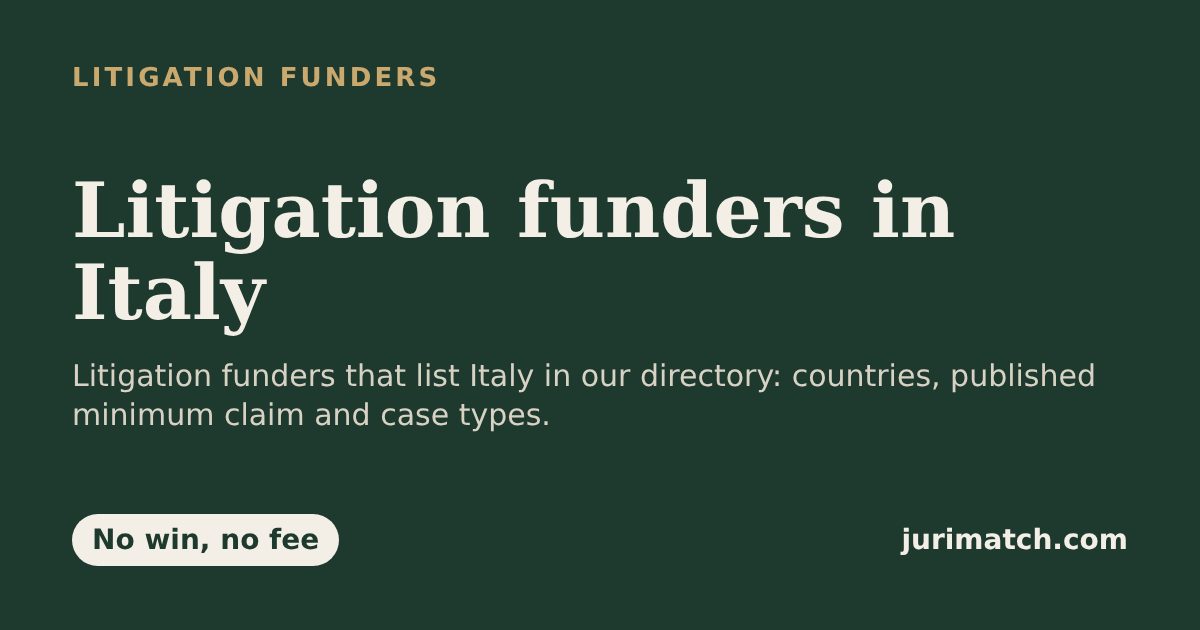 LITIGATION FUNDERS
Litigation funders in
Italy
Litigation funders that list Italy in our directory: countries, published
minimum claim and case types.
No win, no fee
jurimatch.com